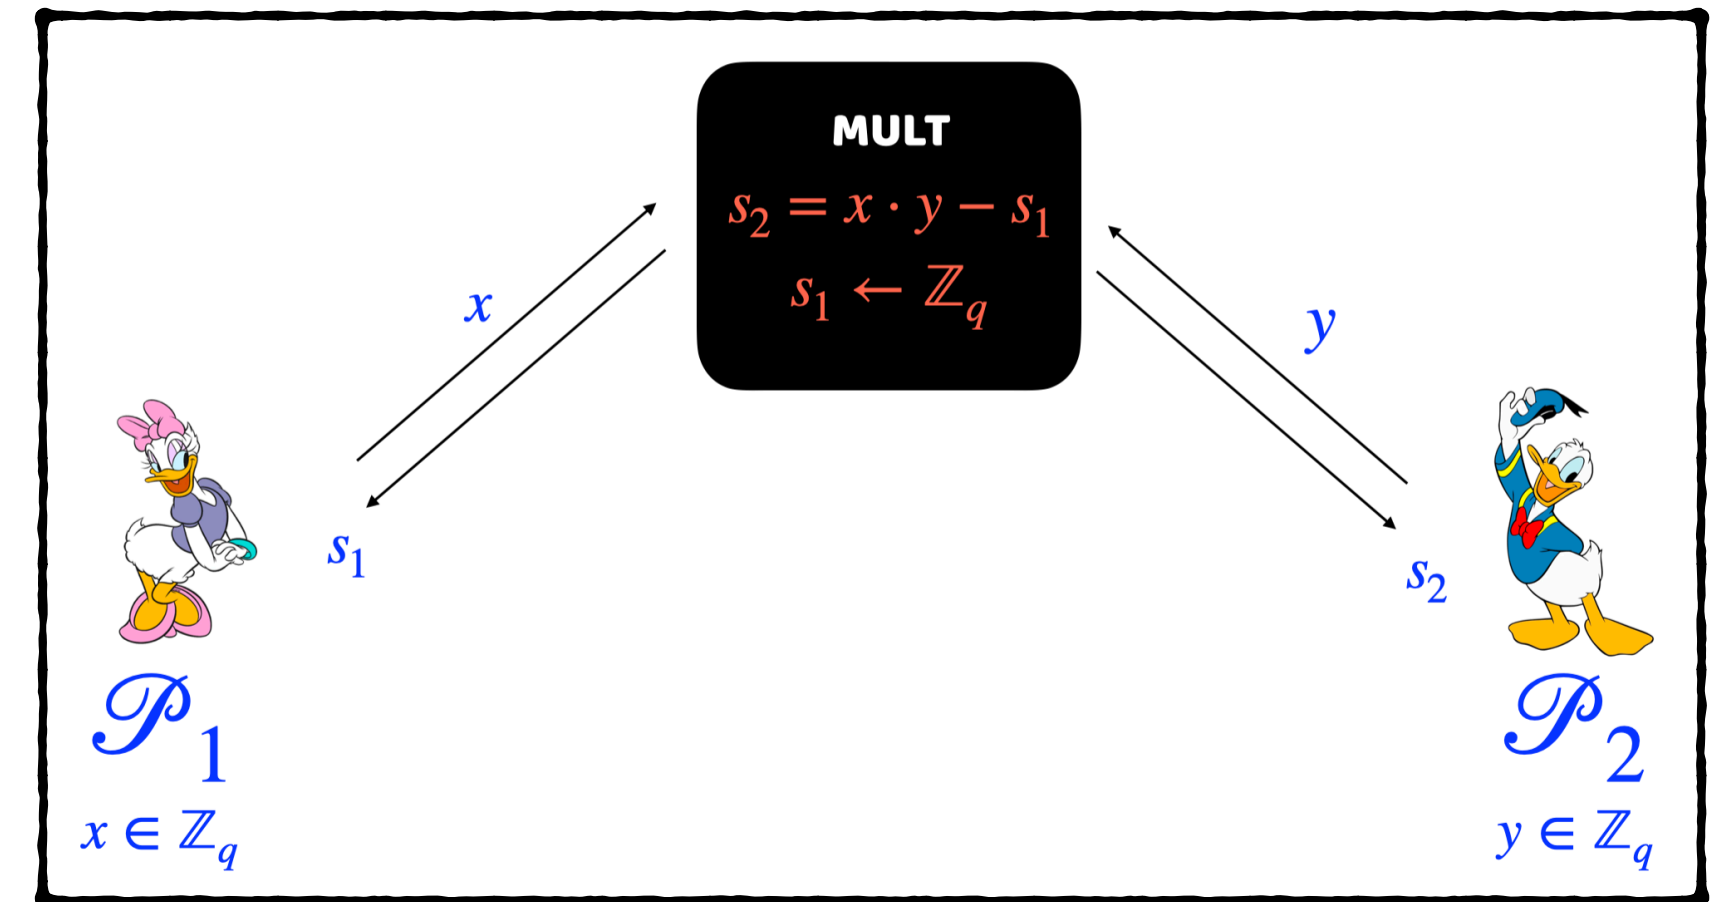 MULT
s₂ = x · y − s₁
s₁ ← ℤ_q
x
y
s₁
s₂
𝒫₁
𝒫₂
x ∈ ℤ_q
y ∈ ℤ_q